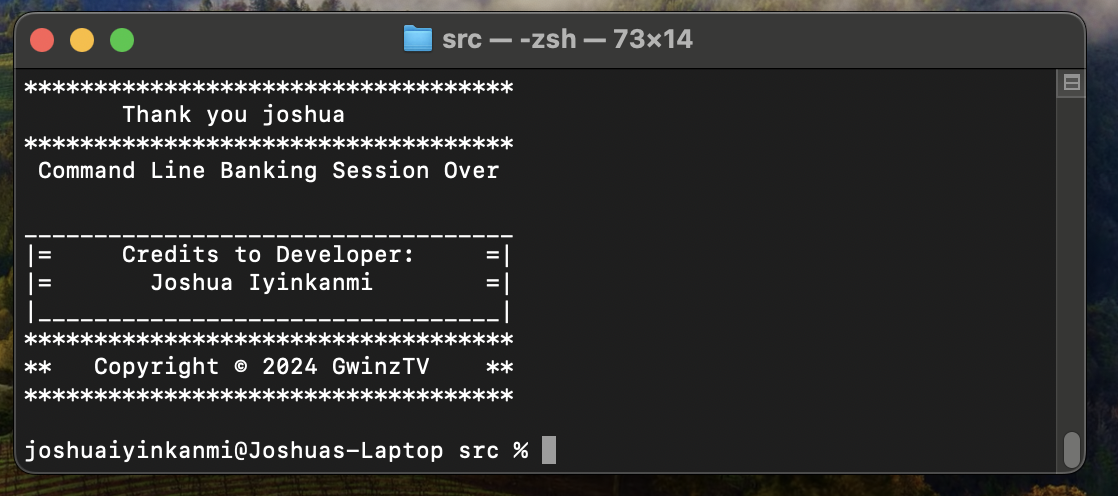 src — -zsh — 73×14
***********************************
       Thank you joshua
***********************************
 Command Line Banking Session Over


___________________________________
|=     Credits to Developer:     =|
|=       Joshua Iyinkanmi        =|
|_________________________________|
***********************************
**   Copyright © 2024 GwinzTV    **
***********************************

joshuaiyinkanmi@Joshuas-Laptop src %